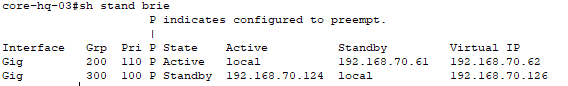 core-hq-03#sh stand brie
P indicates configured to preempt.
|
Interface Grp Pri P State Active Standby Virtual IP
Gig 200 110 P Active local 192.168.70.61 192.168.70.62
Gig 300 100 P Standby 192.168.70.124 local 192.168.70.126